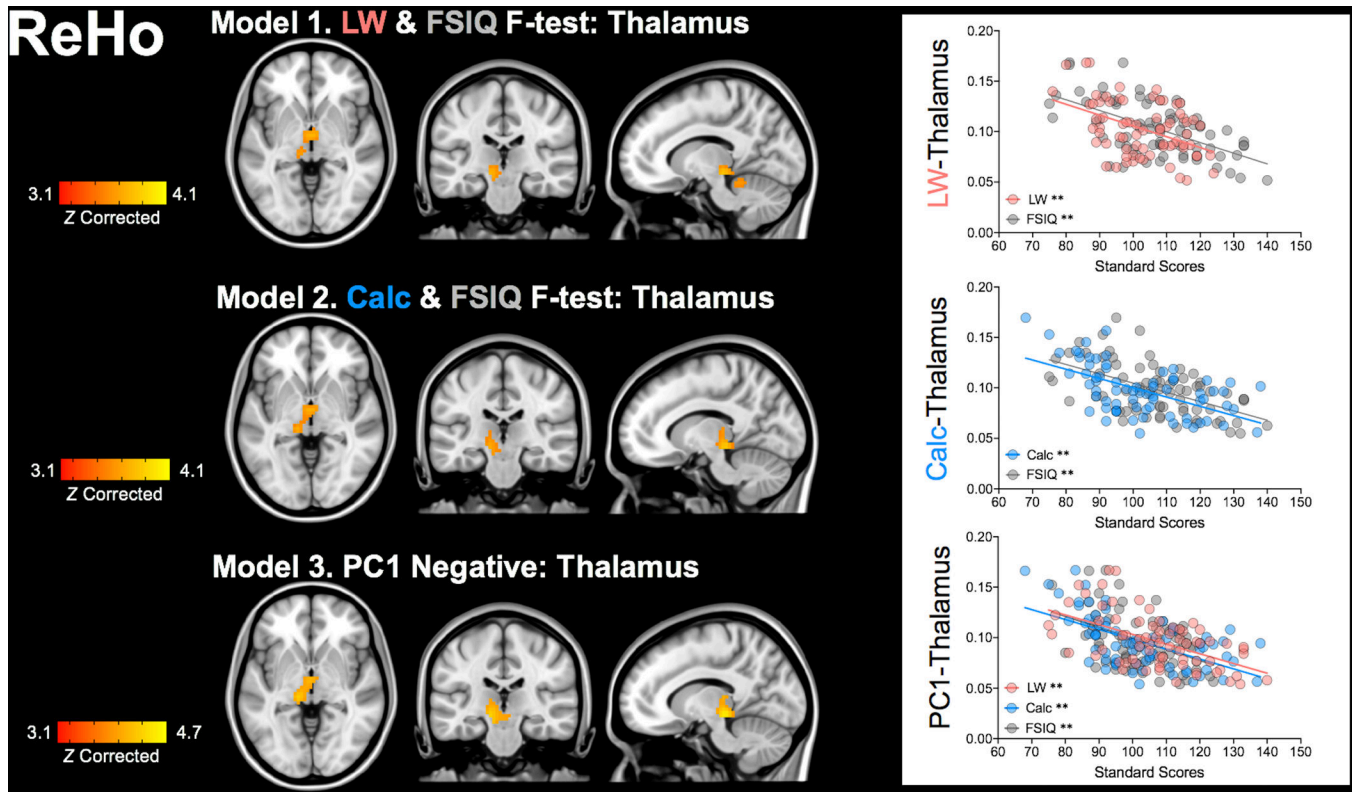 ReHo
Model 1. LW & FSIQ F-test: Thalamus
3.1 4.1
Z Corrected
Model 2. Calc & FSIQ F-test: Thalamus
3.1 4.1
Z Corrected
Model 3. PC1 Negative: Thalamus
3.1 4.7
Z Corrected
LW-Thalamus
0.20
0.15
0.10
0.05
0.00
LW **
FSIQ **
60 70 80 90 100 110 120 130 140 150
Standard Scores
Calc-Thalamus
0.20
0.15
0.10
0.05
0.00
Calc **
FSIQ **
60 70 80 90 100 110 120 130 140 150
Standard Scores
PC1-Thalamus
0.20
0.15
0.10
0.05
0.00
LW **
Calc **
FSIQ **
60 70 80 90 100 110 120 130 140 150
Standard Scores